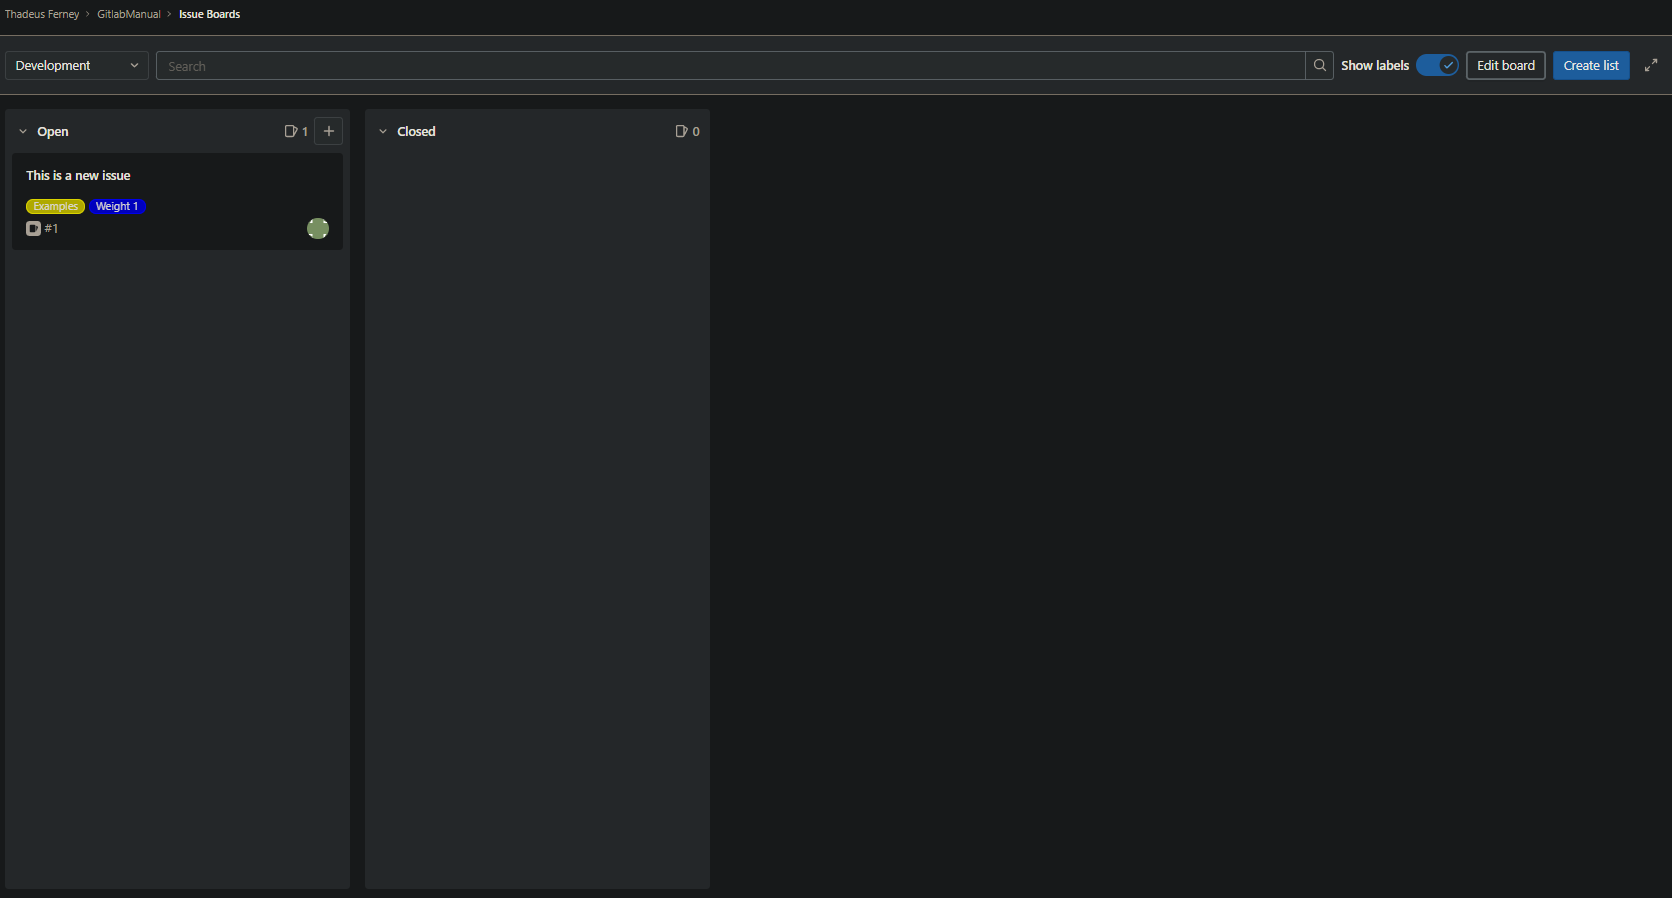 Thadeus Ferney > GitlabManual > Issue Boards
Development Search Show labels Edit board Create list
Open 1 +
This is a new issue
Examples Weight 1
#1
Closed 0